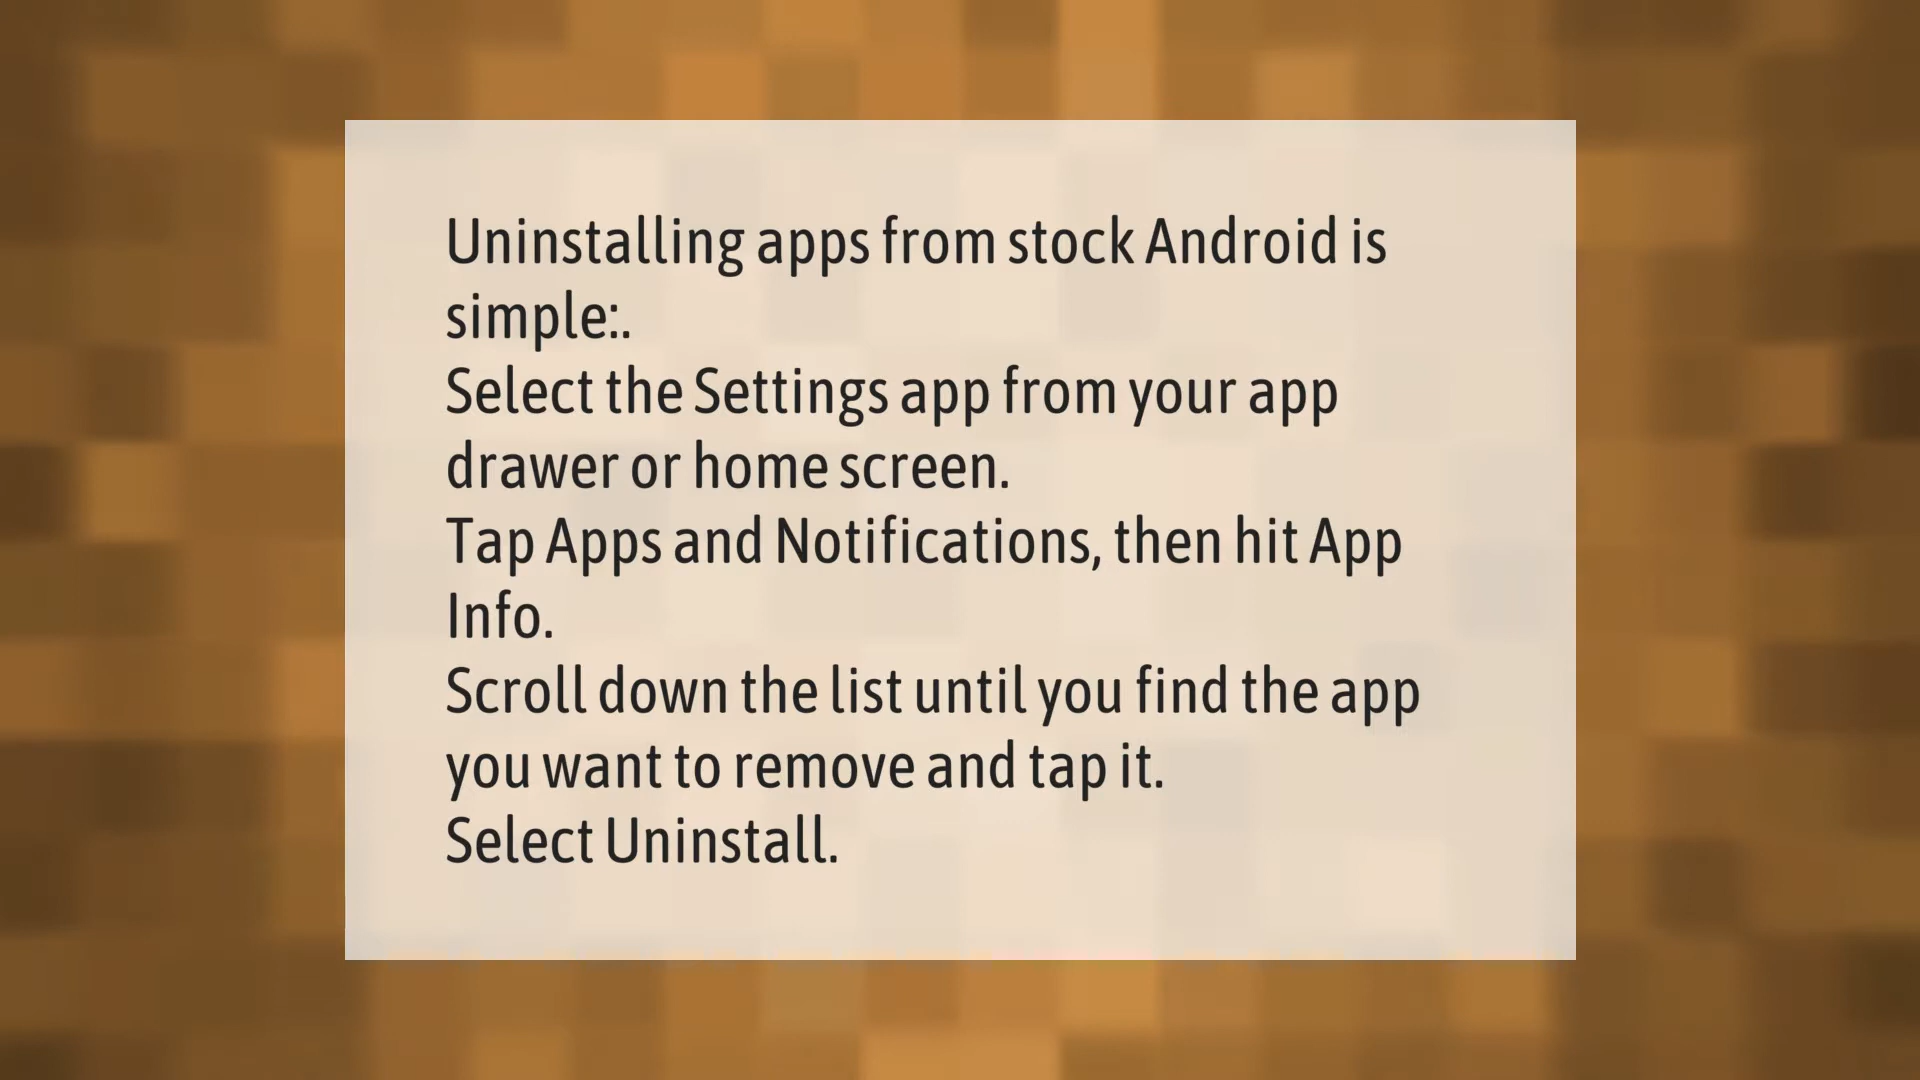 Uninstalling apps from stock Android is
simple:.
Select the Settings app from your app
drawer or home screen.
Tap Apps and Notifications, then hit App
Info.
Scroll down the list until you find the app
you want to remove and tap it.
Select Uninstall.